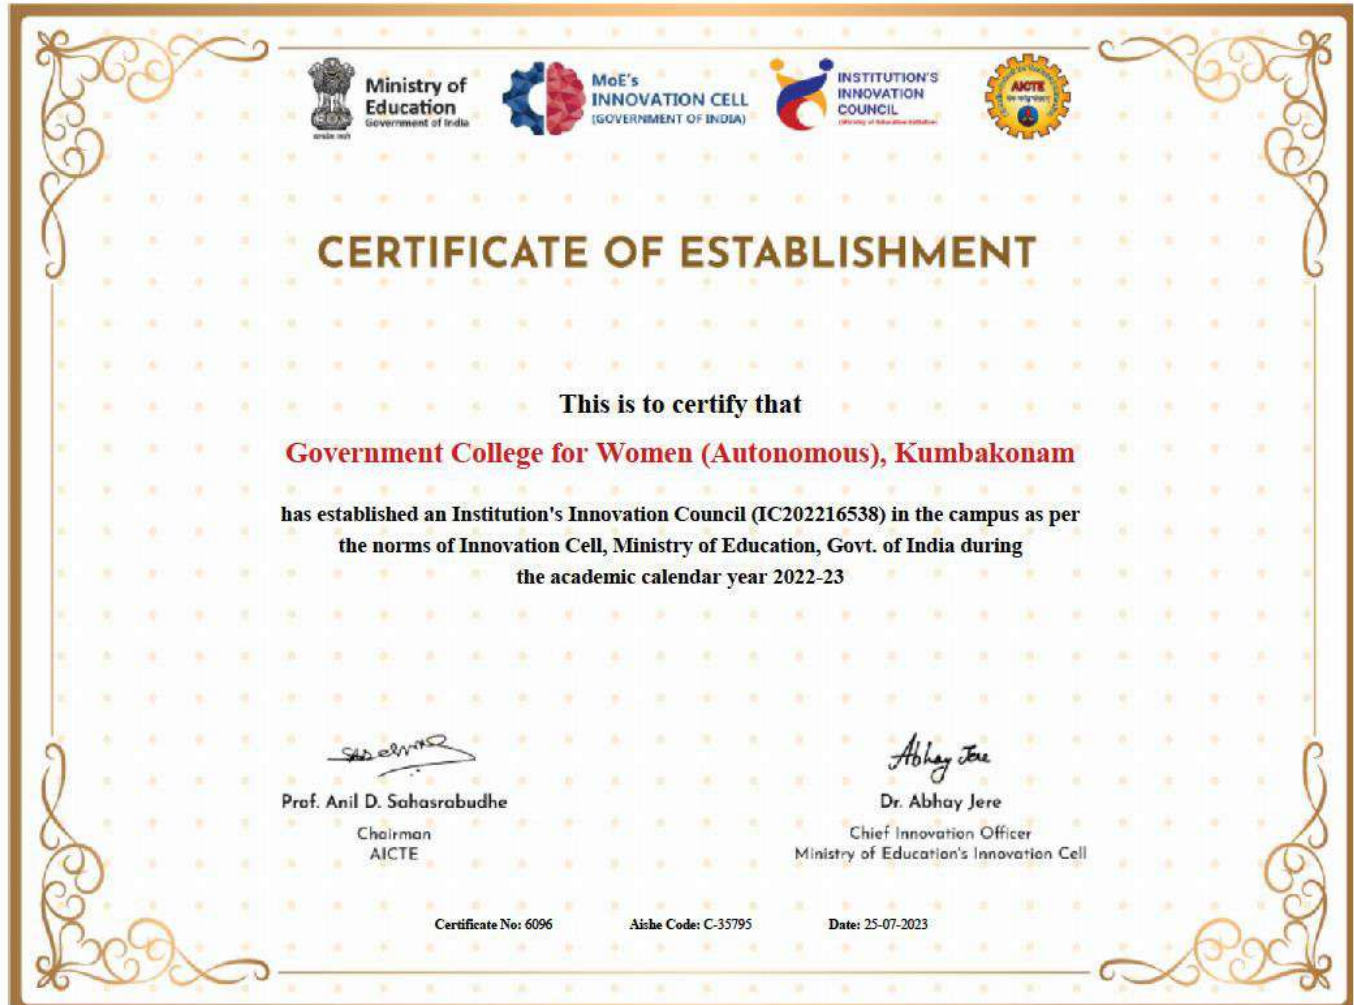 Ministry of
Education
Government of India
MoE's
INNOVATION CELL
(GOVERNMENT OF INDIA)
INSTITUTION'S
INNOVATION
COUNCIL
(Ministry of Education Initiative)
AICTE
CERTIFICATE OF ESTABLISHMENT
This is to certify that
Government College for Women (Autonomous), Kumbakonam
has established an Institution's Innovation Council (IC202216538) in the campus as per
the norms of Innovation Cell, Ministry of Education, Govt. of India during
the academic calendar year 2022-23
Abhay Jere
Prof. Anil D. Sahasrabudhe
Chairman
AICTE
Dr. Abhay Jere
Chief Innovation Officer
Ministry of Education's Innovation Cell
Certificate No: 6096 Aishe Code: C-35795 Date: 25-07-2023